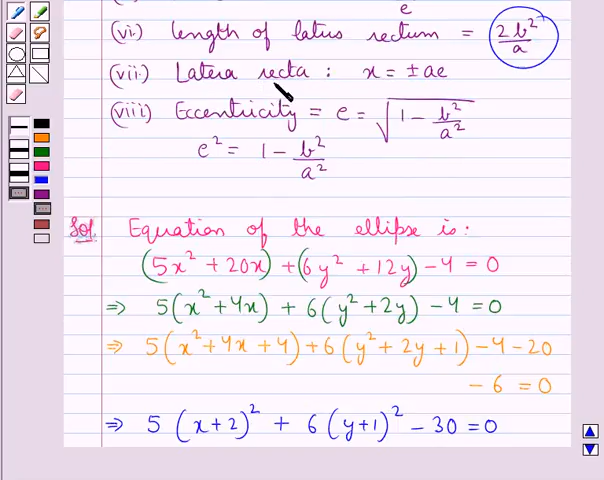 e
(vi). Length of latus rectum = 2b²/a
(vii). Latera recta : x = ±ae
(viii). Eccentricity = e = √(1 - b²/a²)
e² = 1 - b²/a²
Sol. Equation of the ellipse is:
(5x² + 20x) + (6y² + 12y) - 4 = 0
⇒ 5(x² + 4x) + 6(y² + 2y) - 4 = 0
⇒ 5(x² + 4x + 4) + 6(y² + 2y + 1) - 4 - 20
- 6 = 0
⇒ 5(x+2)² + 6(y+1)² - 30 = 0